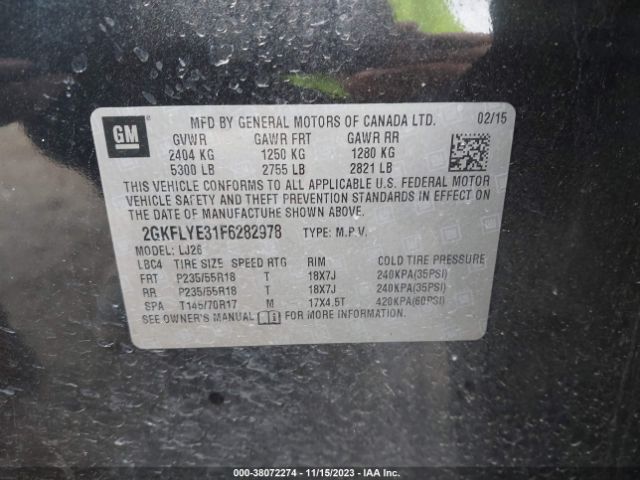 GM ® MFD BY GENERAL MOTORS OF CANADA LTD. 02/15
GVWR GAWR FRT GAWR RR
2404 KG 1250 KG 1280 KG
5300 LB 2755 LB 2821 LB
THIS VEHICLE CONFORMS TO ALL APPLICABLE U.S. FEDERAL MOTOR
VEHICLE SAFETY AND THEFT PREVENTION STANDARDS IN EFFECT ON
THE DATE OF MANUFACTURE SHOWN ABOVE.
2GKFLYE31F6282978 TYPE: M.P.V.
MODEL: LJ26
LBC4 TIRE SIZE SPEED RTG RIM COLD TIRE PRESSURE
FRT P235/55R18 T 18X7J 240KPA(35PSI)
RR P235/55R18 T 18X7J 240KPA(35PSI)
SPA T145/70R17 M 17X4.5T 420KPA(60PSI)
SEE OWNER'S MANUAL FOR MORE INFORMATION.
000-38072274 - 11/15/2023 - IAA Inc.